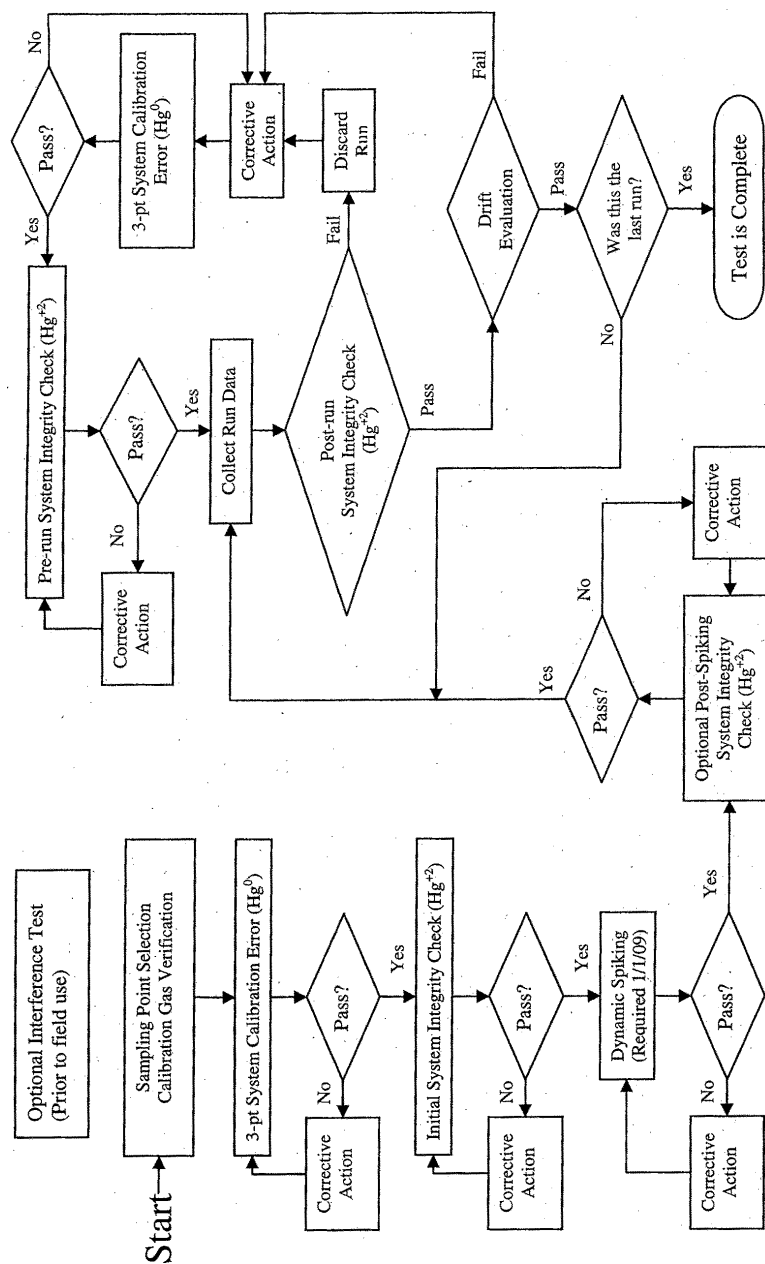 Optional Interference Test
(Prior to field use)
Start
Sampling Point Selection
Calibration Gas Verification
3-pt System Calibration Error (Hg⁰)
Pass?
No
Corrective
Action
Yes
Initial System Integrity Check (Hg⁺²)
Pass?
No
Corrective
Action
Yes
Dynamic Spiking
(Required 1/1/09)
Pass?
No
Corrective
Action
Yes
Optional Post-Spiking
System Integrity
Check (Hg⁺²)
Pass?
No
Corrective
Action
Yes
Pre-run System Integrity Check (Hg⁺²)
Pass?
No
Corrective
Action
Yes
Collect Run Data
Post-run
System Integrity Check
(Hg⁺²)
Fail
Discard
Run
Corrective
Action
3-pt System Calibration
Error (Hg⁰)
Pass?
No
Yes
Pass
Drift
Evaluation
Fail
Pass
Was this the
last run?
No
Yes
Test is Complete